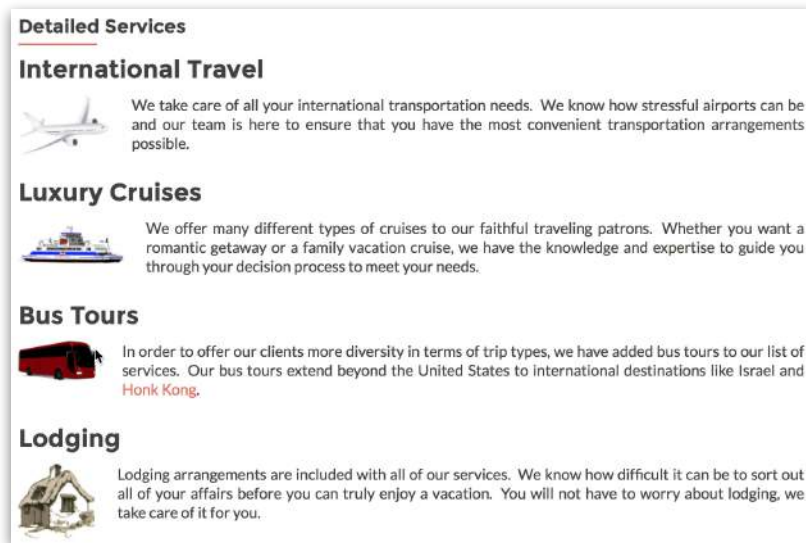 Detailed Services
International Travel
We take care of all your international transportation needs. We know how stressful airports can be
and our team is here to ensure that you have the most convenient transportation arrangements
possible.
Luxury Cruises
We offer many different types of cruises to our faithful traveling patrons. Whether you want a
romantic getaway or a family vacation cruise, we have the knowledge and expertise to guide you
through your decision process to meet your needs.
Bus Tours
In order to offer our clients more diversity in terms of trip types, we have added bus tours to our list of
services. Our bus tours extend beyond the United States to international destinations like Israel and
Honk Kong.
Lodging
Lodging arrangements are included with all of our services. We know how difficult it can be to sort out
all of your affairs before you can truly enjoy a vacation. You will not have to worry about lodging, we
take care of it for you.